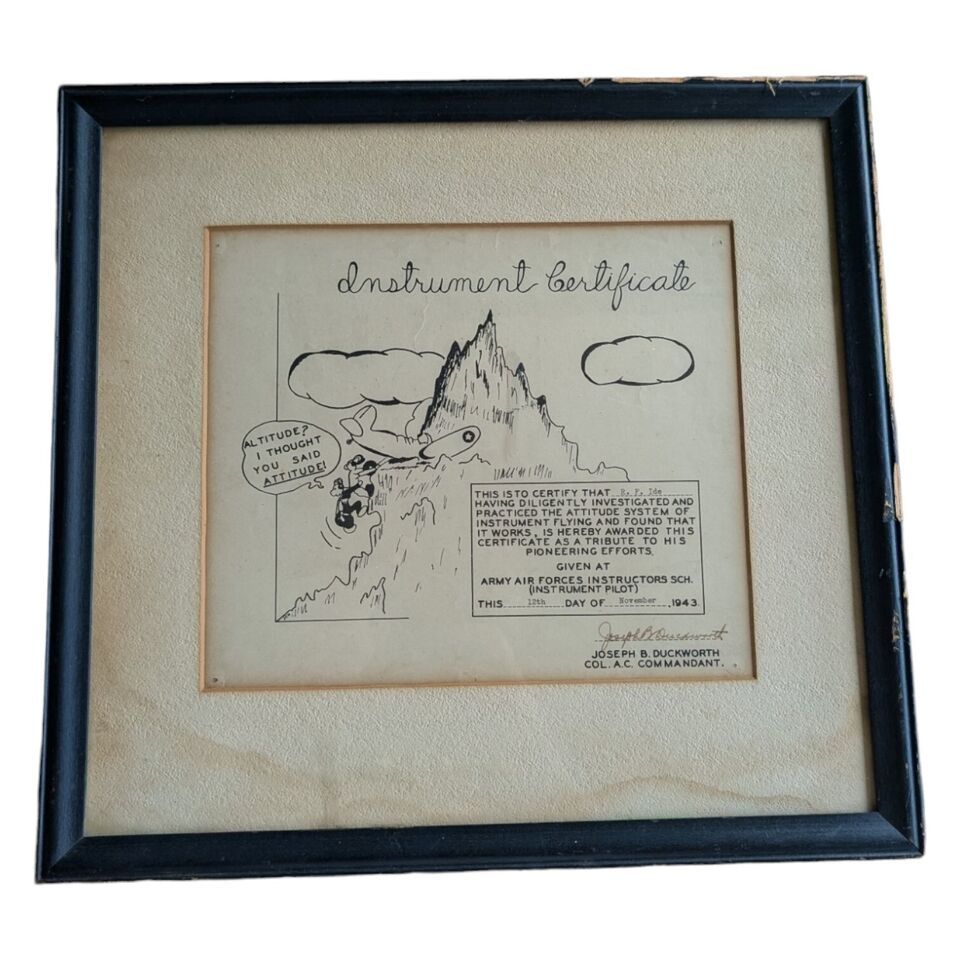 Instrument Certificate
ALTITUDE?
I THOUGHT
YOU SAID
ATTITUDE!
THIS IS TO CERTIFY THAT R. F. Ide
HAVING DILIGENTLY INVESTIGATED AND
PRACTICED THE ATTITUDE SYSTEM OF
INSTRUMENT FLYING AND FOUND THAT
IT WORKS, IS HEREBY AWARDED THIS
CERTIFICATE AS A TRIBUTE TO HIS
PIONEERING EFFORTS.
GIVEN AT
ARMY AIR FORCES INSTRUCTORS SCH.
(INSTRUMENT PILOT)
THIS 12th DAY OF November, 1943.
Joseph B Duckworth
JOSEPH B. DUCKWORTH
COL. A.C. COMMANDANT.